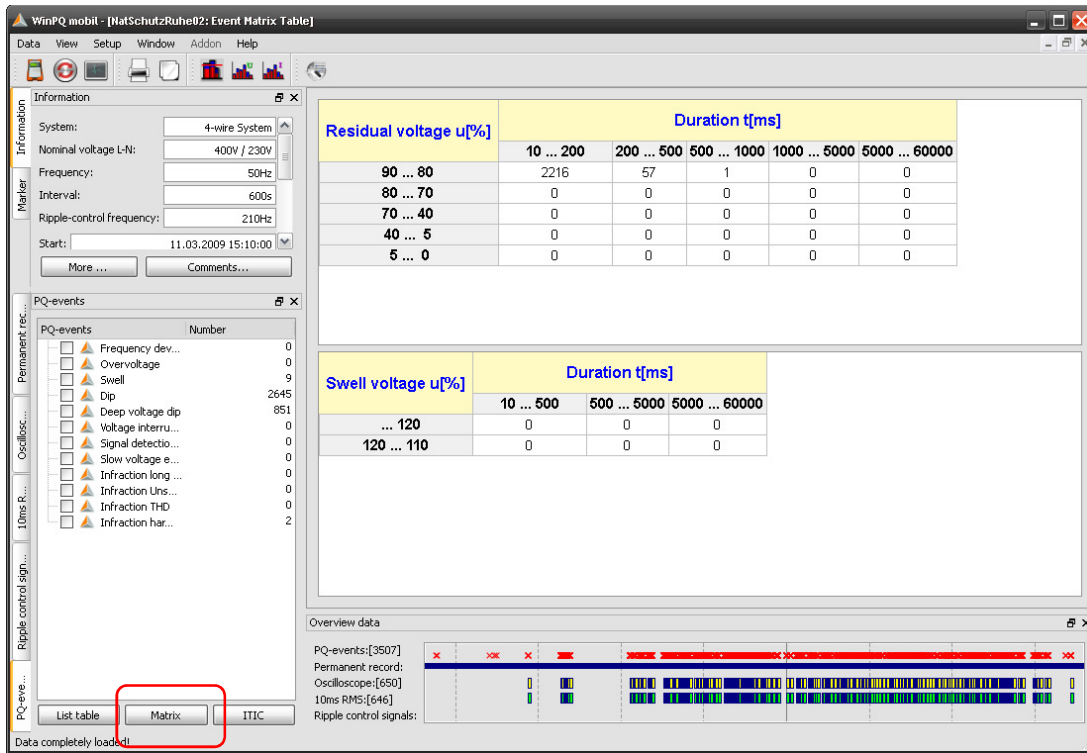 WinPQ mobil - [NatSchutzRuhe02: Event Matrix Table]
Data View Setup Window Addon Help
Information
Information
Marker
System: 4-wire System
Nominal voltage L-N: 400V / 230V
Frequency: 50Hz
Interval: 600s
Ripple-control frequency: 210Hz
Start: 11.03.2009 15:10:00
More ... Comments...
Permanent rec...
Oscillosc...
10ms R...
Ripple control sign...
PQ-eve...
PQ-events
PQ-events Number
Frequency dev... 0
Overvoltage 0
Swell 9
Dip 2645
Deep voltage dip 851
Voltage interru... 0
Signal detectio... 0
Slow voltage e... 0
Infraction long ... 0
Infraction Uns... 0
Infraction THD 0
Infraction har... 2
List table Matrix ITIC
Data completely loaded!
Residual voltage u[%] Duration t[ms]
10 ... 200 200 ... 500 500 ... 1000 1000 ... 5000 5000 ... 60000
90 ... 80 2216 57 1 0 0
80 ... 70 0 0 0 0 0
70 ... 40 0 0 0 0 0
40 ... 5 0 0 0 0 0
5 ... 0 0 0 0 0 0
Swell voltage u[%] Duration t[ms]
10 ... 500 500 ... 5000 5000 ... 60000
... 120 0 0 0
120 ... 110 0 0 0
Overview data
PQ-events:[3507]
Permanent record:
Oscilloscope:[650]
10ms RMS:[646]
Ripple control signals: